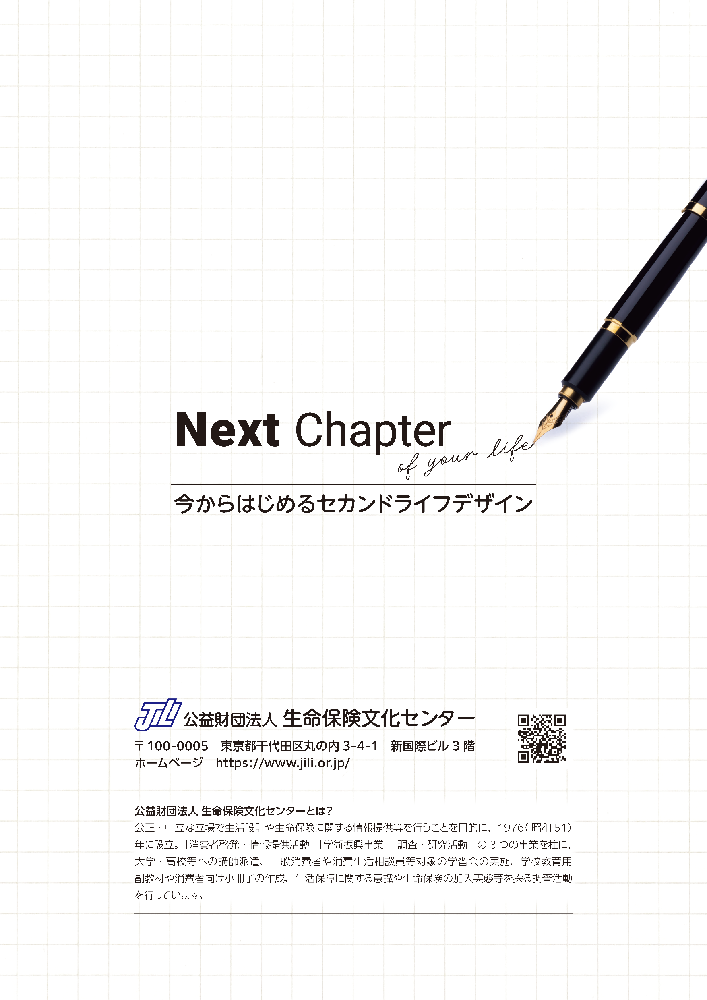 Next Chapter
of your life
今からはじめるセカンドライフデザイン
JILI 公益財団法人 生命保険文化センター
〒100-0005　東京都千代田区丸の内 3-4-1　新国際ビル 3 階
ホームページ　https://www.jili.or.jp/
公益財団法人 生命保険文化センターとは?
公正・中立な立場で生活設計や生命保険に関する情報提供等を行うことを目的に、1976(昭和 51)
年に設立。「消費者啓発・情報提供活動」「学術振興事業」「調査・研究活動」の 3 つの事業を柱に、
大学・高校等への講師派遣、一般消費者や消費生活相談員等対象の学習会の実施、学校教育用
副教材や消費者向け小冊子の作成、生活保障に関する意識や生命保険の加入実態等を探る調査活動
を行っています。